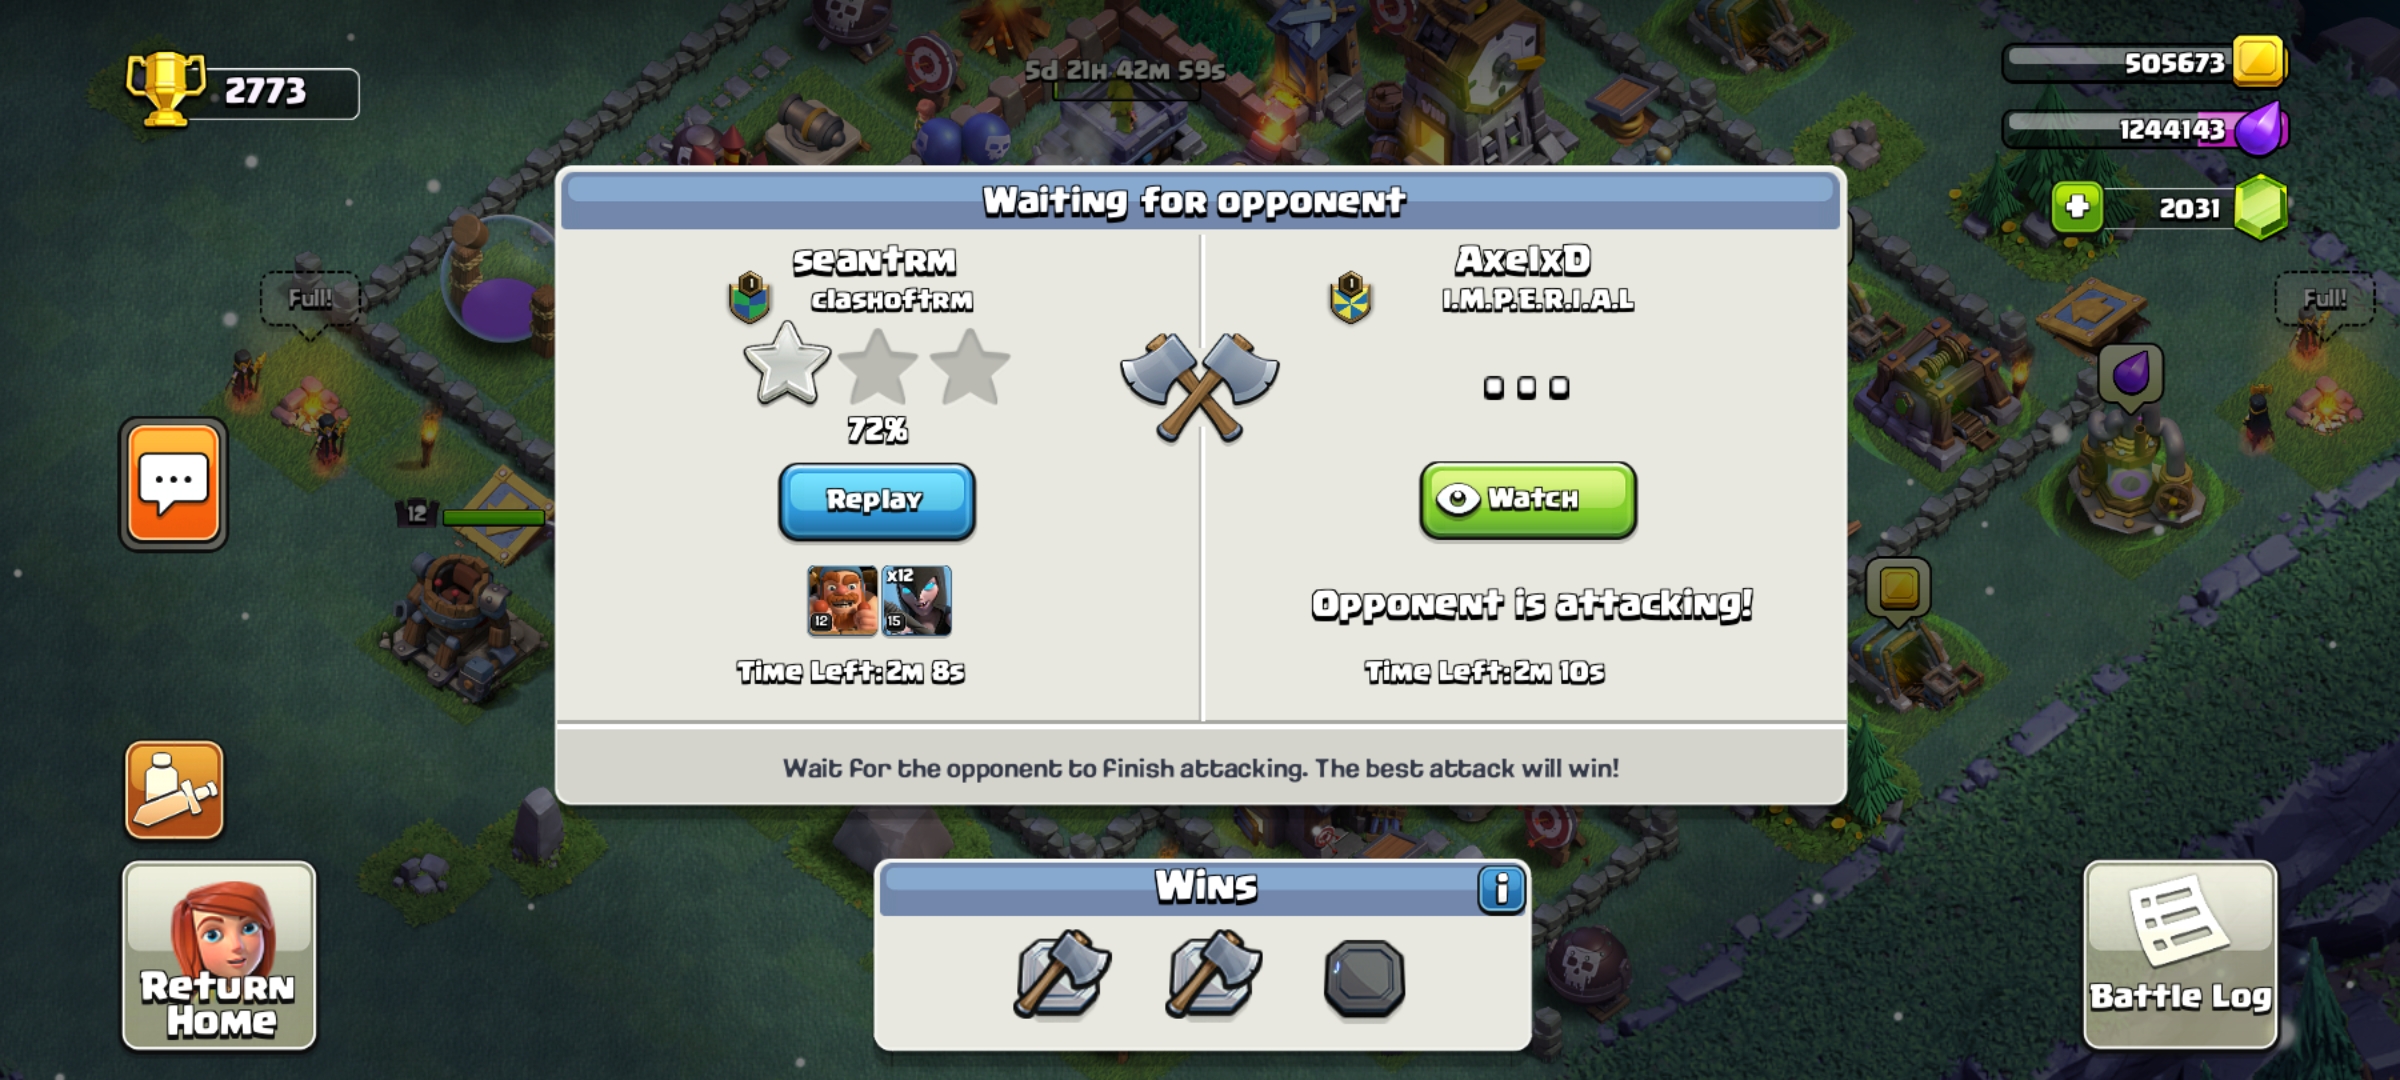 2773
5d 21H 42M 59s
505673
1244143
2031
Full!
Full!
Waiting for opponent
seantRM
clashoftRM
1
72%
Replay
x12
12
15
Time Left:2m 8s
AxelxD
I.M.P.E.R.I.A.L
1
Watch
Opponent is attacking!
Time Left:2m 10s
12
Wait for the opponent to finish attacking. The best attack will win!
Wins
i
Return
Home
Battle Log